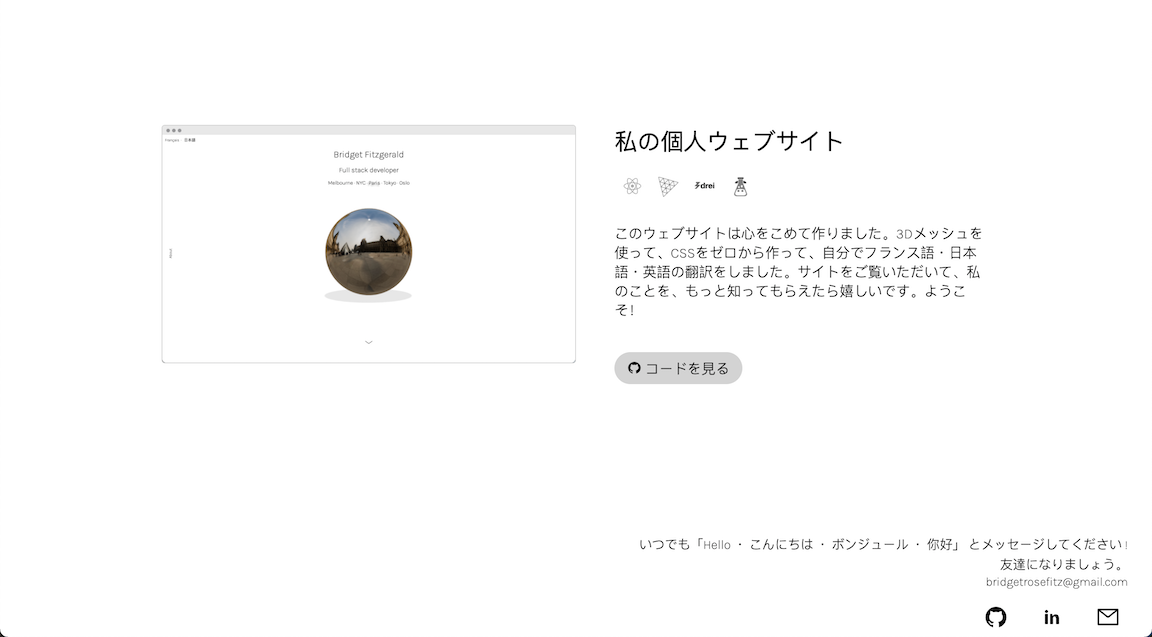 Français 日本語
Bridget Fitzgerald
Full stack developer
Melbourne · NYC · Paris · Tokyo · Oslo
About
私の個人ウェブサイト
drei
このウェブサイトは心をこめて作りました。3Dメッシュを
使って、CSSをゼロから作って、自分でフランス語・日本
語・英語の翻訳をしました。サイトをご覧いただいて、私
のことを、もっと知ってもらえたら嬉しいです。ようこ
そ！
コードを見る
いつでも「Hello ・ こんにちは ・ ボンジュール ・ 你好」 とメッセージしてください！
友達になりましょう。
bridgetrosefitz@gmail.com
in